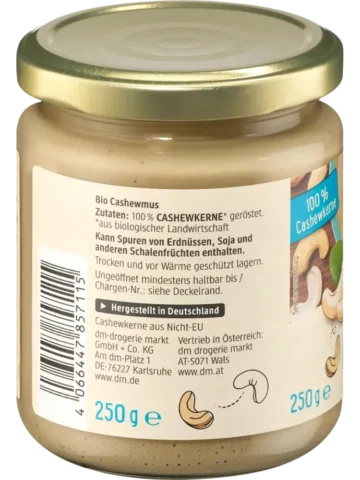 Bio Cashewmus
Zutaten: 100 % CASHEWKERNE* geröstet.
*aus biologischer Landwirtschaft
Kann Spuren von Erdnüssen, Soja und
anderen Schalenfrüchten enthalten.
Trocken und vor Wärme geschützt lagern.
Ungeöffnet mindestens haltbar bis /
Chargen-Nr.: siehe Deckelrand.
Hergestellt in Deutschland
Cashewkerne aus Nicht-EU
dm-drogerie markt
GmbH + Co. KG
Am dm-Platz 1
DE-76227 Karlsruhe
www.dm.de
Vertrieb in Österreich:
dm drogerie markt
AT-5071 Wals
www.dm.at
250 g e
4 066447 857115
100 %
Cashewkerne
250 g e